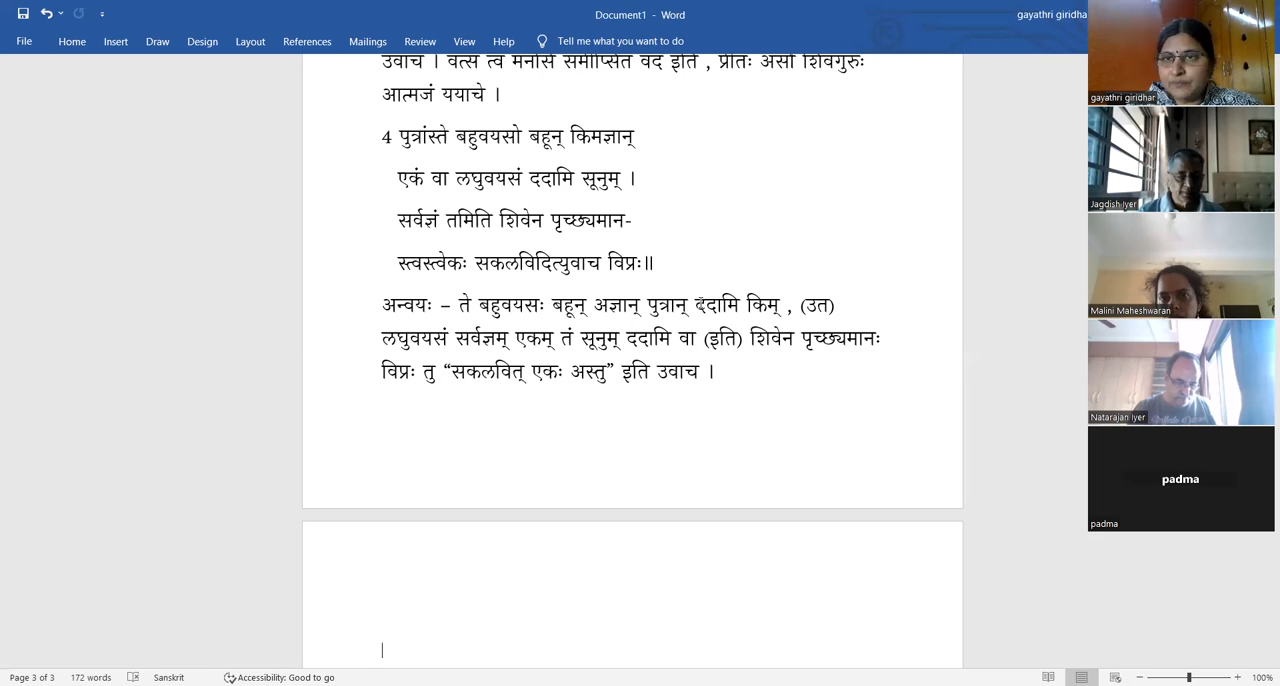 Document1 - Word
gayathri giridha
File Home Insert Draw Design Layout References Mailings Review View Help Tell me what you want to do
उवाच । वत्स त्वं मनसि समीप्सितं वद इति , प्रीतः असौ शिवगुरुः
आत्मजं ययाचे ।
4 पुत्रांस्ते बहुवयसो बहून् किमज्ञान्
एकं वा लघुवयसं ददामि सूनुम् ।
सर्वज्ञं तमिति शिवेन पृच्छ्यमान-
स्त्वस्त्वेकः सकलविदित्युवाच विप्रः॥
अन्वयः – ते बहुवयसः बहून् अज्ञान् पुत्रान् ददामि किम् , (उत)
लघुवयसं सर्वज्ञम् एकम् तं सूनुम् ददामि वा (इति) शिवेन पृच्छ्यमानः
विप्रः तु “सकलवित् एकः अस्तु” इति उवाच ।
gayathri giridhar
Jagdish Iyer
Malini Maheshwaran
Natarajan Iyer
padma
padma
Page 3 of 3 172 words Sanskrit Accessibility: Good to go 100%